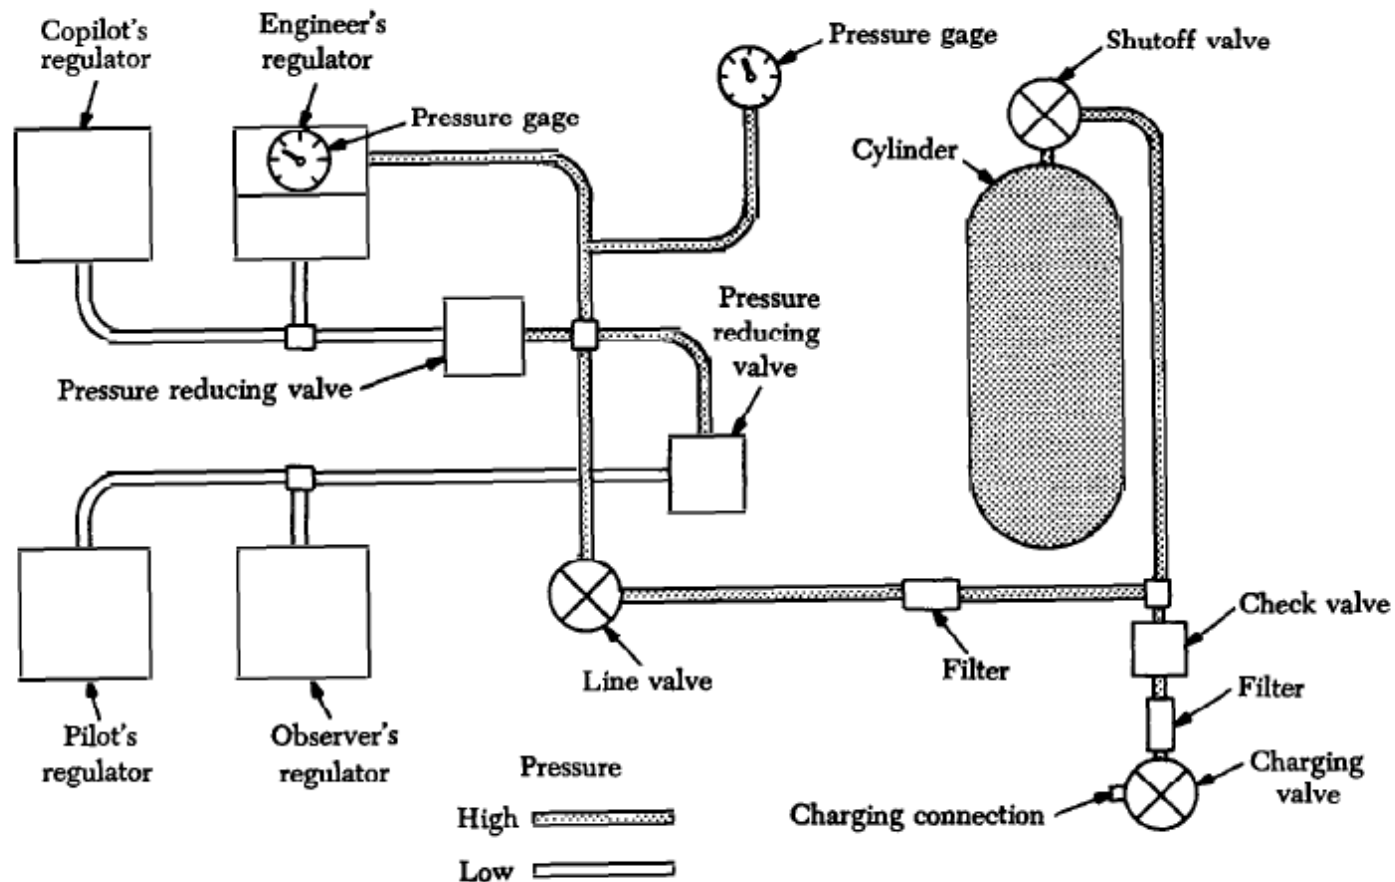 Copilot's
regulator
Engineer's
regulator
Pressure gage
Pressure gage
Shutoff valve
Cylinder
Pressure
reducing
valve
Pressure reducing valve
Check valve
Filter
Line valve
Filter
Pilot's
regulator
Observer's
regulator
Pressure
High
Low
Charging
valve
Charging connection